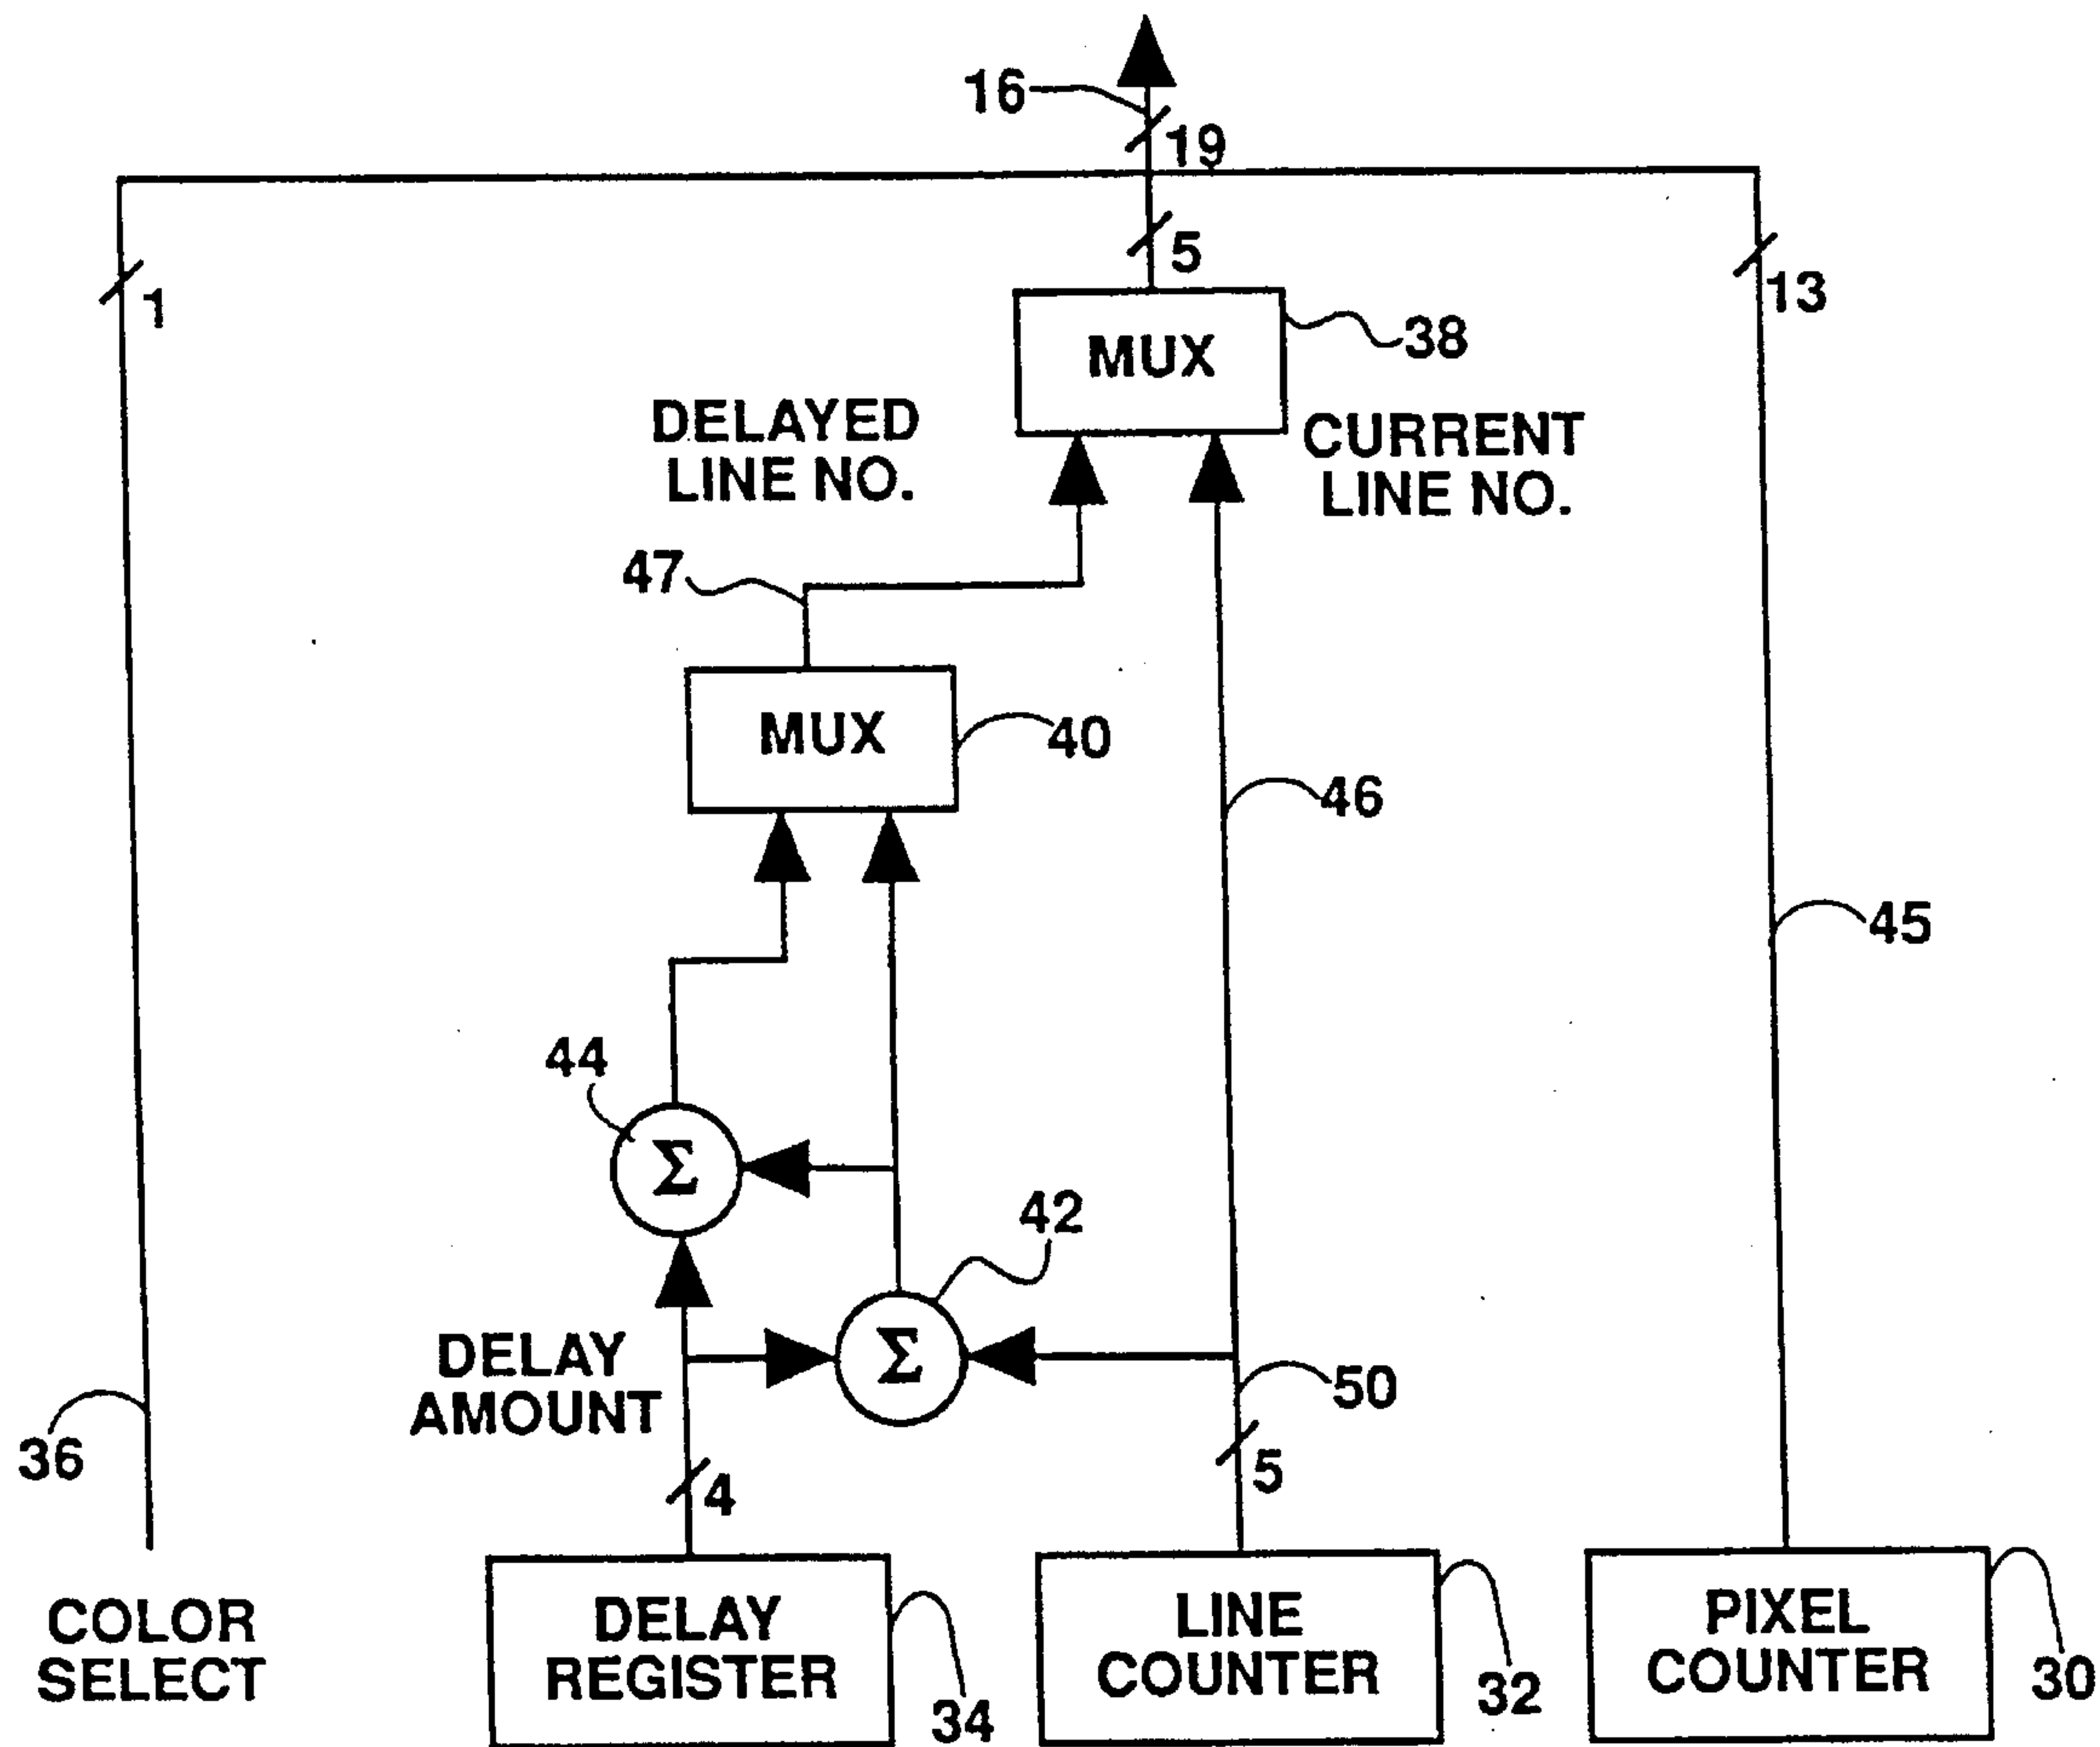 16
19
5
1
13
MUX
38
DELAYED
LINE NO.
CURRENT
LINE NO.
47
MUX
40
46
45
44
Σ
42
Σ
DELAY
AMOUNT
50
36
4
5
COLOR
SELECT
DELAY
REGISTER
34
LINE
COUNTER
32
PIXEL
COUNTER
30